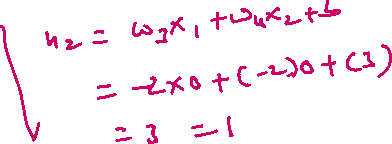 h₂ = ω₃x₁ + ω₄x₂ + b
= -2×0 + (-2)0 + (3)
= 3 = 1